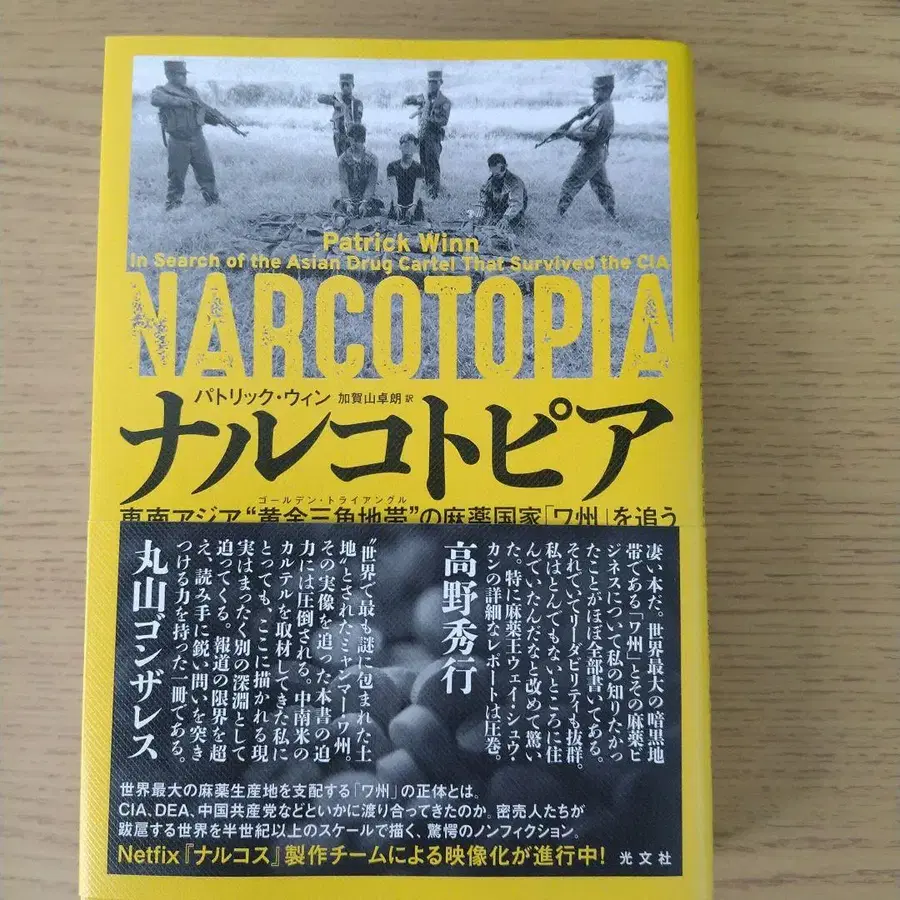 Patrick Winn
In Search of the Asian Drug Cartel That Survived the CIA
NARCOTOPIA
パトリック・ウィン 加賀山卓朗 訳
ナルコトピア
ゴールデン・トライアングル
東南アジア“黄金三角地帯”の麻薬国家「ワ州」を追う
凄い本だ。世界最大の暗黒地
帯である「ワ州」とその麻薬ビ
ジネスについて私の知りたかっ
たことがほぼ全部書いてある。
それでいてリーダビリティも抜群。
私はとんでもないところに住
んでいたんだなと改めて驚い
た。特に麻薬王ウェイ・シュウ・
カンの詳細なレポートは圧巻。
高野秀行
“世界で最も謎に包まれた土
地”とされたミャンマー・ワ州。
その実像を追った本書の迫
力には圧倒される。中南米の
カルテルを取材してきた私に
とっても、ここに描かれる現
実はまったく別の深淵として
迫ってくる。報道の限界を超
え、読み手に鋭い問いを突き
つける力を持った一冊である。
丸山ゴンザレス
世界最大の麻薬生産地を支配する「ワ州」の正体とは。
CIA、DEA、中国共産党などといかに渡り合ってきたのか。密売人たちが
跋扈する世界を半世紀以上のスケールで描く、驚愕のノンフィクション。
Netfix『ナルコス』製作チームによる映像化が進行中!
光文社